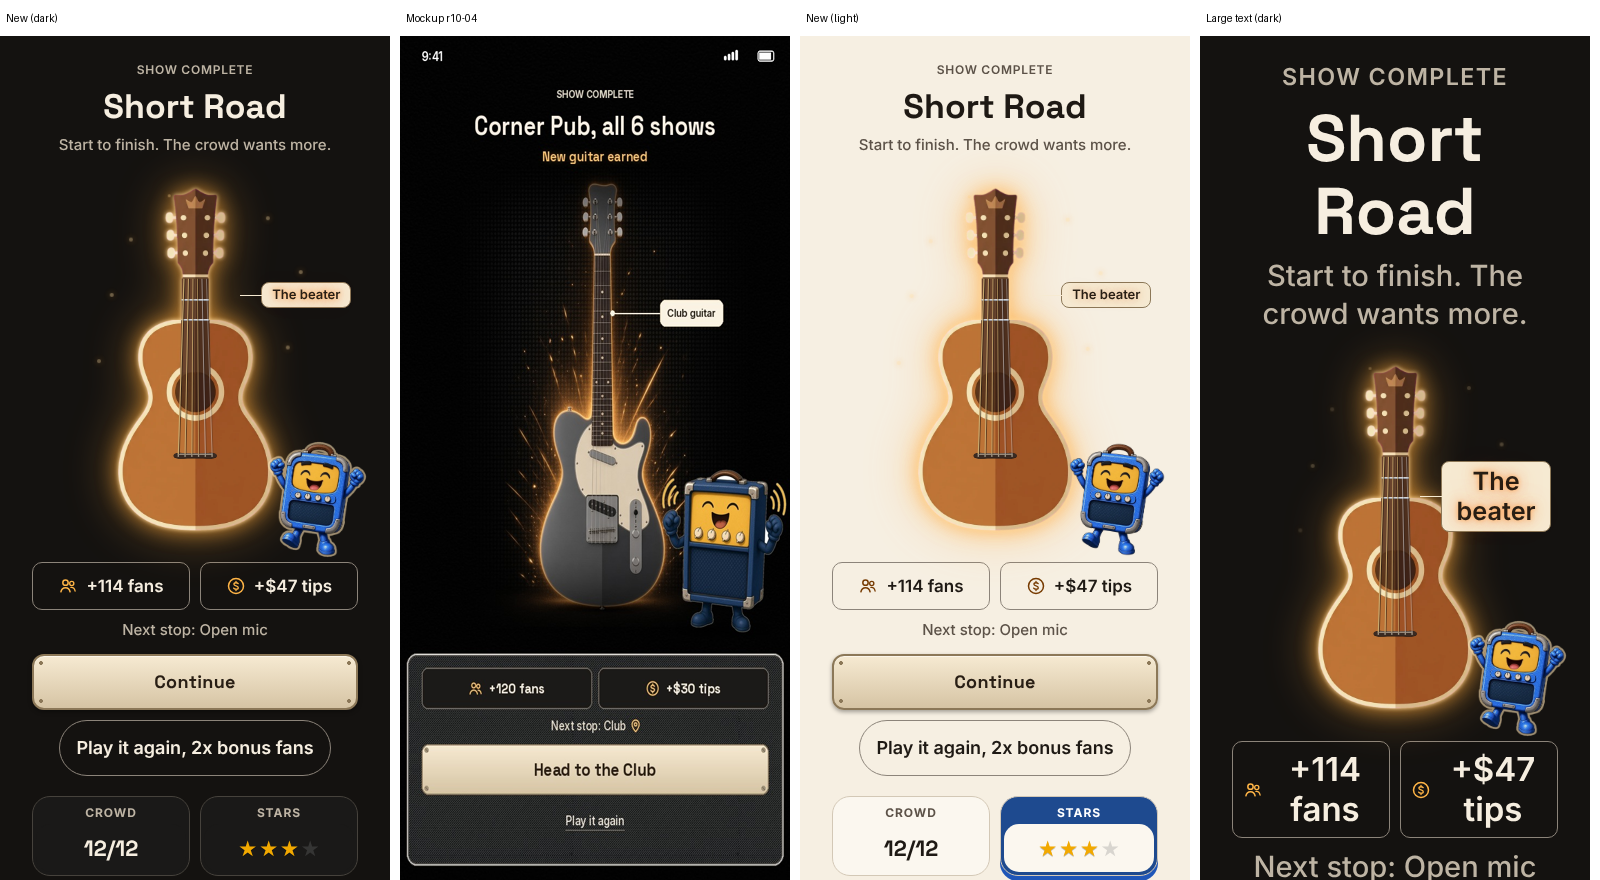 New (dark)
SHOW COMPLETE
Short Road
Start to finish. The crowd wants more.
The beater
+114 fans
+$47 tips
Next stop: Open mic
Continue
Play it again, 2x bonus fans
CROWD
12/12
STARS
Mockup r10-04
9:41
SHOW COMPLETE
Corner Pub, all 6 shows
New guitar earned
Club guitar
+120 fans
+$30 tips
Next stop: Club
Head to the Club
Play it again
New (light)
SHOW COMPLETE
Short Road
Start to finish. The crowd wants more.
The beater
+114 fans
+$47 tips
Next stop: Open mic
Continue
Play it again, 2x bonus fans
CROWD
12/12
STARS
Large text (dark)
SHOW COMPLETE
Short
Road
Start to finish. The
crowd wants more.
The
beater
+114
fans
+$47
tips
Next stop: Open mic